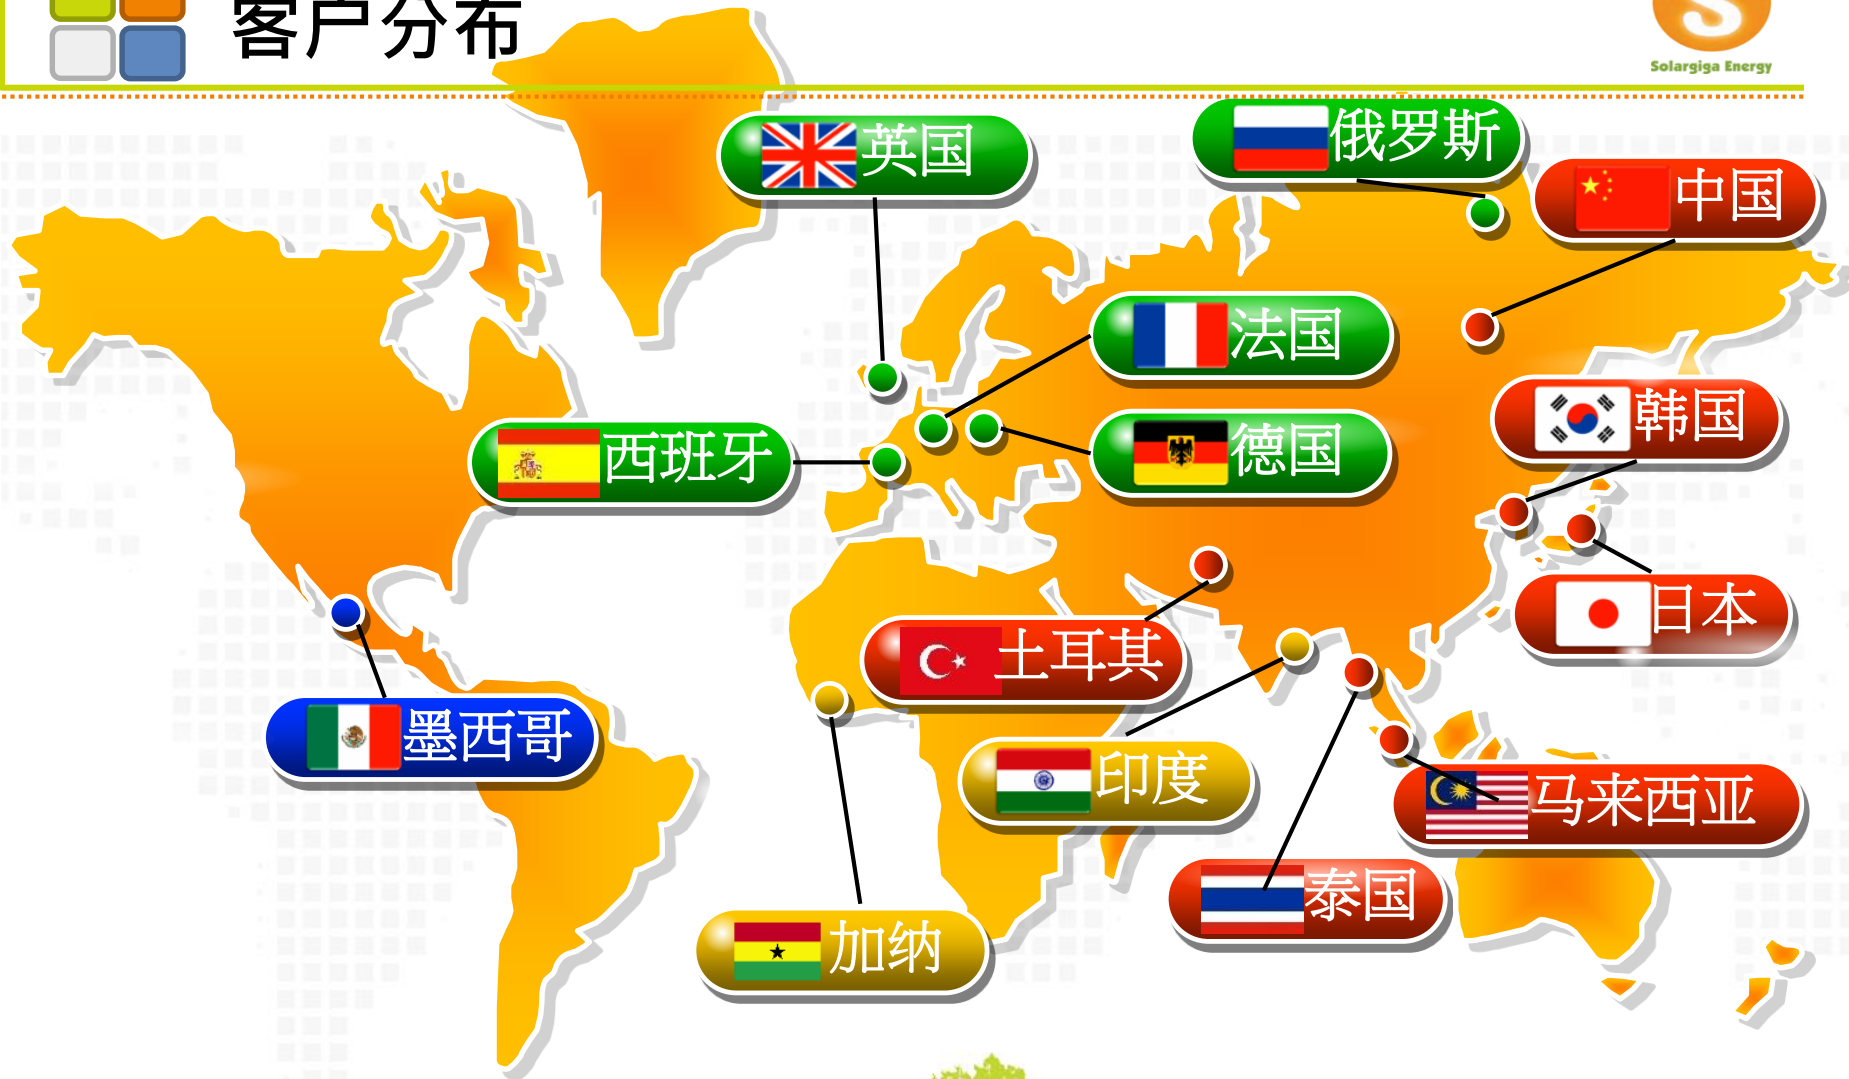 客户分布
Solargiga Energy
英国
俄罗斯
中国
法国
韩国
西班牙
德国
日本
土耳其
墨西哥
印度
马来西亚
泰国
加纳